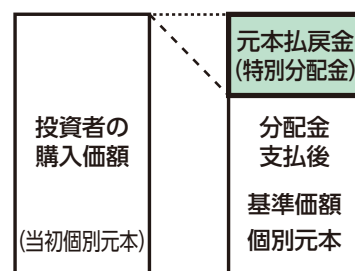 投資者の
購入価額
(当初個別元本)
元本払戻金
(特別分配金)
分配金
支払後
基準価額
個別元本